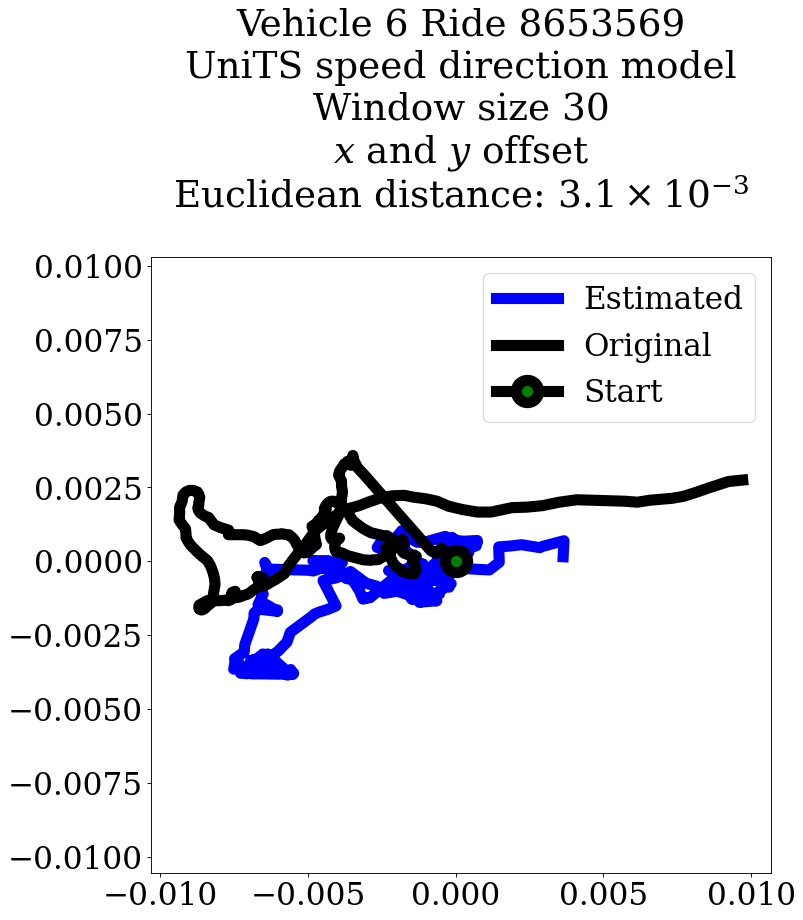 Vehicle 6 Ride 8653569
UniTS speed direction model
Window size 30
x and y offset
Euclidean distance: 3.1 × 10⁻³
Estimated
Original
Start
0.0100
0.0075
0.0050
0.0025
0.0000
−0.0025
−0.0050
−0.0075
−0.0100
−0.010 −0.005 0.000 0.005 0.010